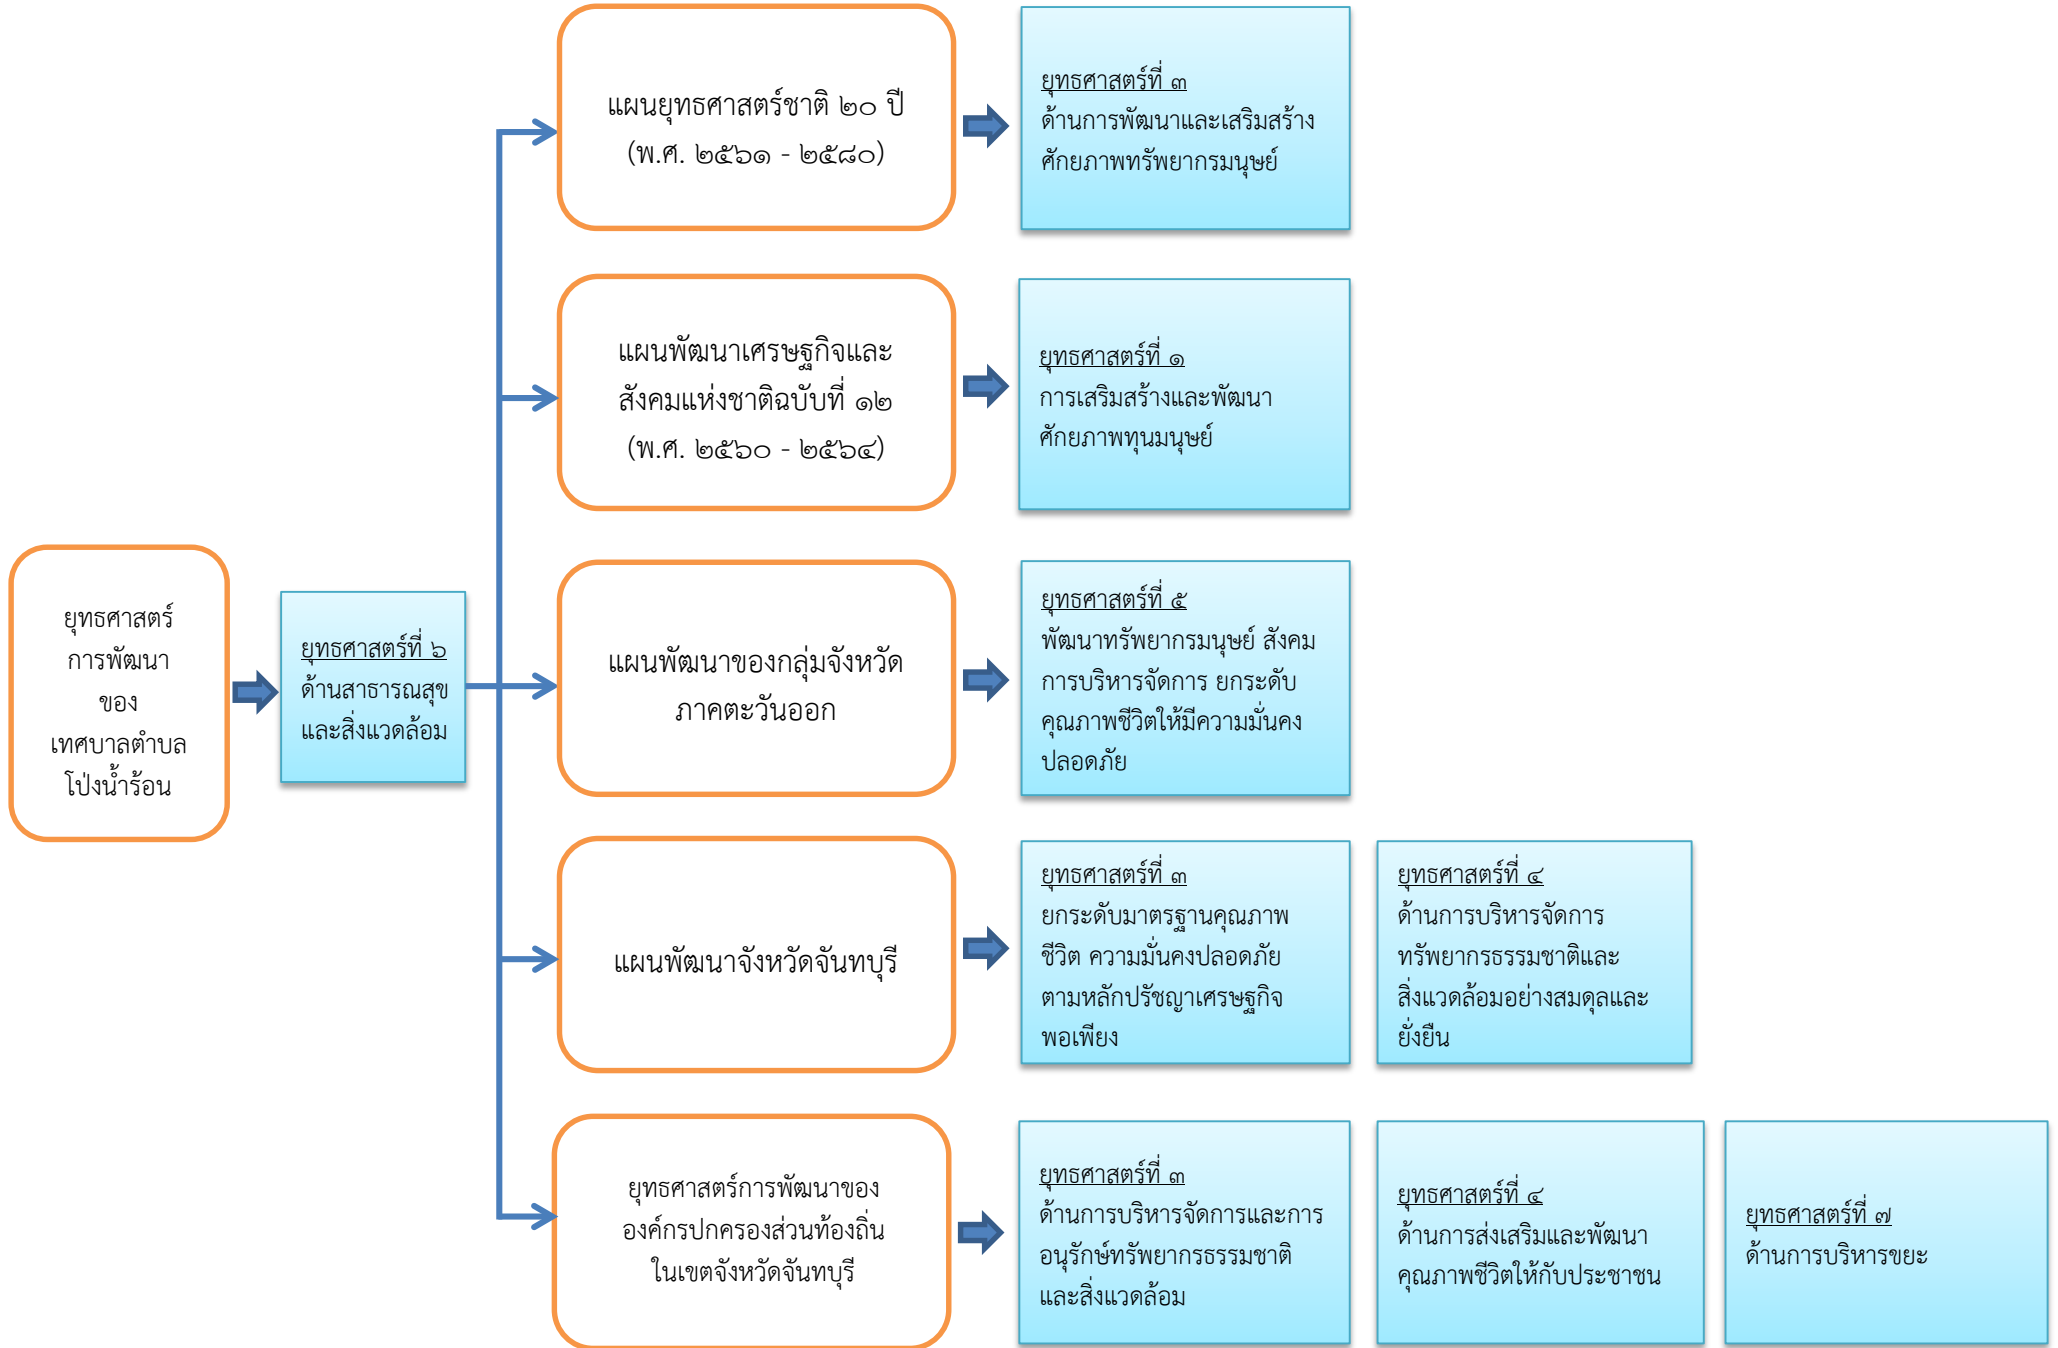 แผนยุทธศาสตร์ชาติ ๒๐ ปี
(พ.ศ. ๒๕๖๑ - ๒๕๘๐)
ยุทธศาสตร์ที่ ๓
ด้านการพัฒนาและเสริมสร้าง
ศักยภาพทรัพยากรมนุษย์
แผนพัฒนาเศรษฐกิจและ
สังคมแห่งชาติฉบับที่ ๑๒
(พ.ศ. ๒๕๖๐ - ๒๕๖๔)
ยุทธศาสตร์ที่ ๑
การเสริมสร้างและพัฒนา
ศักยภาพทุนมนุษย์
ยุทธศาสตร์
การพัฒนา
ของ
เทศบาลตำบล
โป่งน้ำร้อน
ยุทธศาสตร์ที่ ๖
ด้านสาธารณสุข
และสิ่งแวดล้อม
แผนพัฒนาของกลุ่มจังหวัด
ภาคตะวันออก
ยุทธศาสตร์ที่ ๕
พัฒนาทรัพยากรมนุษย์ สังคม
การบริหารจัดการ ยกระดับ
คุณภาพชีวิตให้มีความมั่นคง
ปลอดภัย
แผนพัฒนาจังหวัดจันทบุรี
ยุทธศาสตร์ที่ ๓
ยกระดับมาตรฐานคุณภาพ
ชีวิต ความมั่นคงปลอดภัย
ตามหลักปรัชญาเศรษฐกิจ
พอเพียง
ยุทธศาสตร์ที่ ๔
ด้านการบริหารจัดการ
ทรัพยากรธรรมชาติและ
สิ่งแวดล้อมอย่างสมดุลและ
ยั่งยืน
ยุทธศาสตร์การพัฒนาของ
องค์กรปกครองส่วนท้องถิ่น
ในเขตจังหวัดจันทบุรี
ยุทธศาสตร์ที่ ๓
ด้านการบริหารจัดการและการ
อนุรักษ์ทรัพยากรธรรมชาติ
และสิ่งแวดล้อม
ยุทธศาสตร์ที่ ๔
ด้านการส่งเสริมและพัฒนา
คุณภาพชีวิตให้กับประชาชน
ยุทธศาสตร์ที่ ๗
ด้านการบริหารขยะ